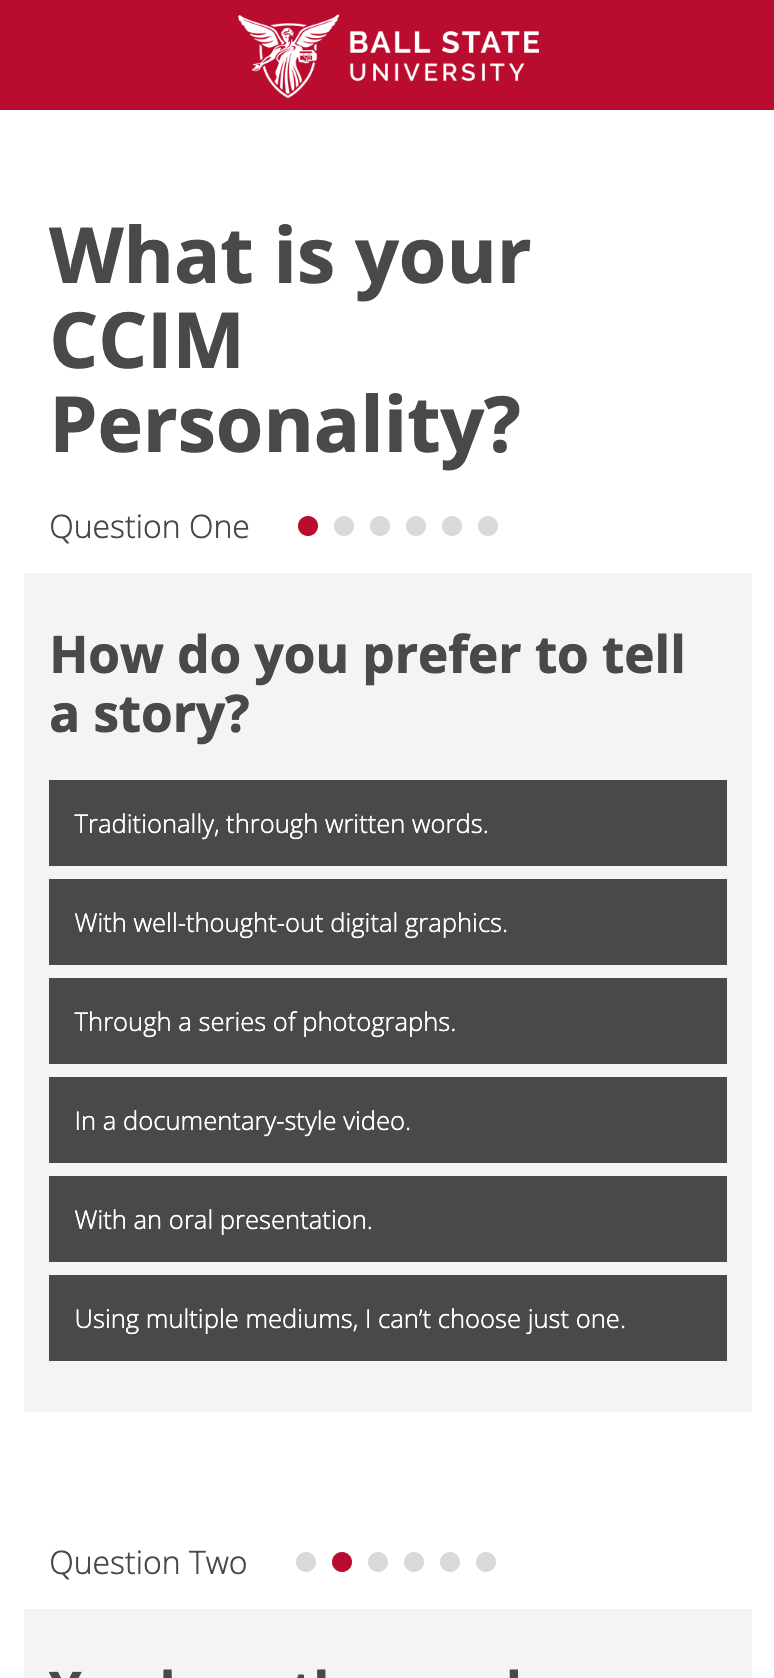 BALL STATE
UNIVERSITY
What is your
CCIM
Personality?
Question One
How do you prefer to tell
a story?
Traditionally, through written words.
With well-thought-out digital graphics.
Through a series of photographs.
In a documentary-style video.
With an oral presentation.
Using multiple mediums, I can’t choose just one.
Question Two